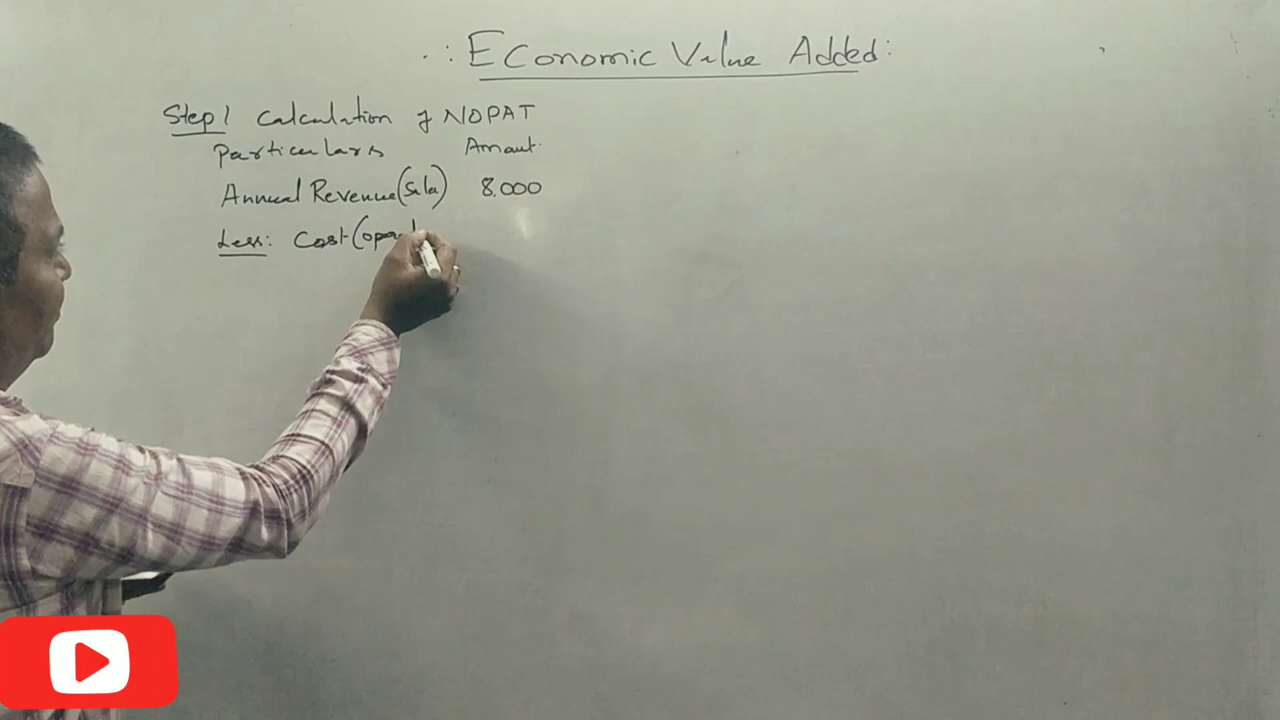 ∴ Economic Value Added:
Step 1 Calculation of NOPAT
Particulars Amount.
Annual Revenue (Sales) 8,000
Less: Cost (oper